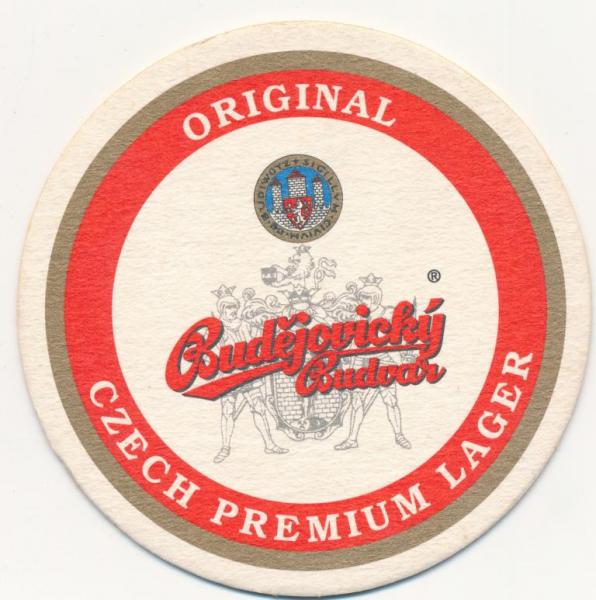 ORIGINAL
Budějovický
Budvar
®
CZECH PREMIUM LAGER